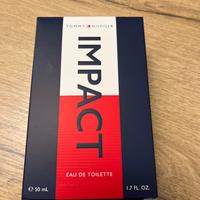 TOMMY HILFIGER
IMPACT
EAU DE TOILETTE
℮ 50 mL 1.7 FL. OZ.